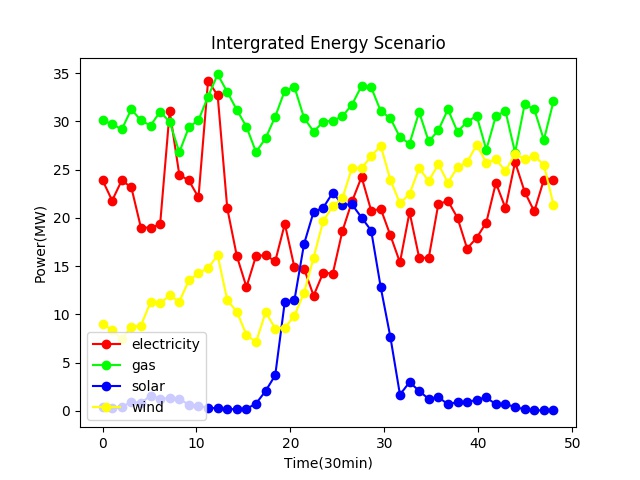 Intergrated Energy Scenario
Power(MW)
35
30
25
20
15
10
5
0
electricity
gas
solar
wind
0 10 20 30 40 50
Time(30min)